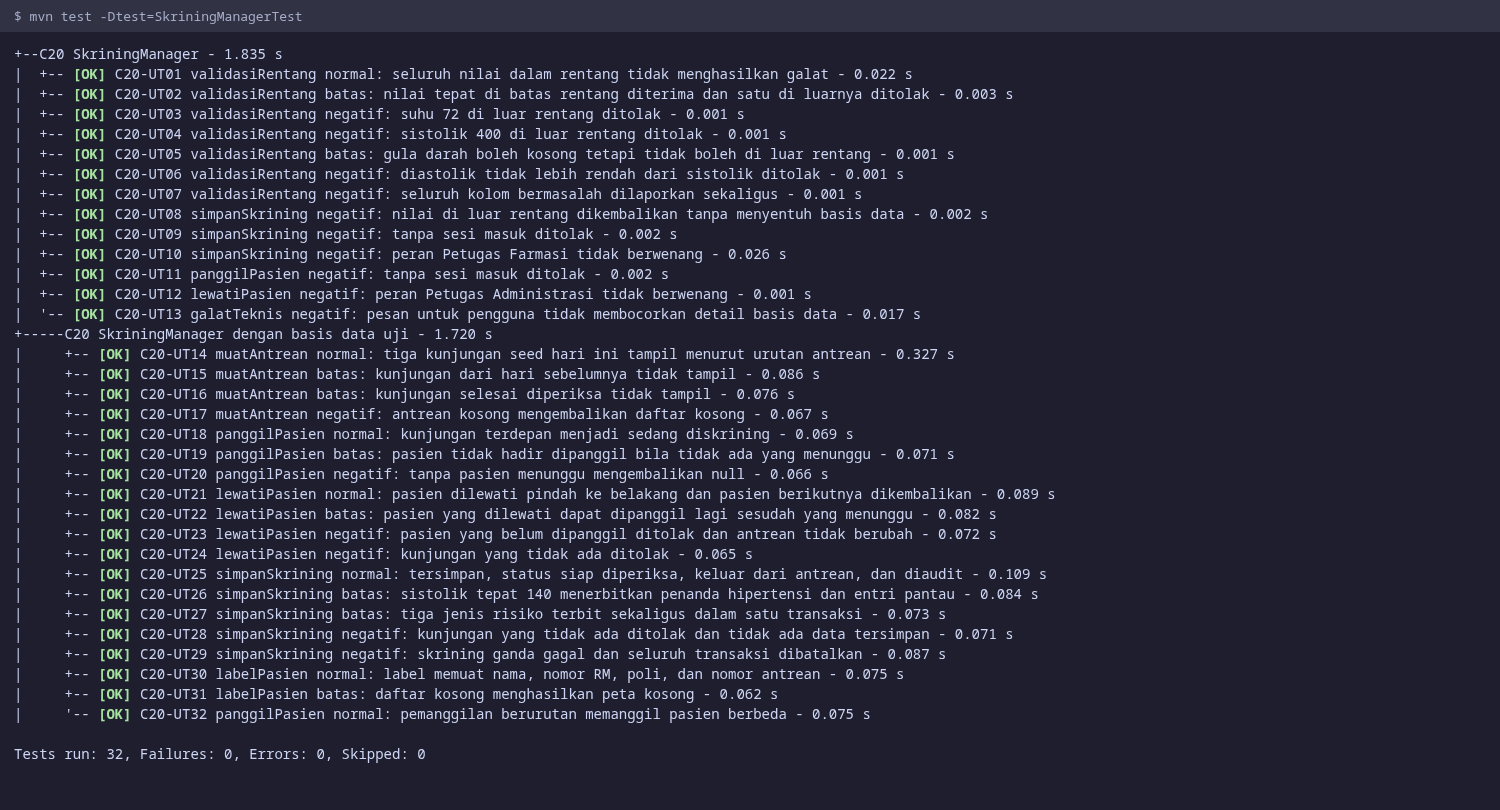 $ mvn test -Dtest=SkriningManagerTest
+--C20 SkriningManager - 1.835 s
|  +-- [OK] C20-UT01 validasiRentang normal: seluruh nilai dalam rentang tidak menghasilkan galat - 0.022 s
|  +-- [OK] C20-UT02 validasiRentang batas: nilai tepat di batas rentang diterima dan satu di luarnya ditolak - 0.003 s
|  +-- [OK] C20-UT03 validasiRentang negatif: suhu 72 di luar rentang ditolak - 0.001 s
|  +-- [OK] C20-UT04 validasiRentang negatif: sistolik 400 di luar rentang ditolak - 0.001 s
|  +-- [OK] C20-UT05 validasiRentang batas: gula darah boleh kosong tetapi tidak boleh di luar rentang - 0.001 s
|  +-- [OK] C20-UT06 validasiRentang negatif: diastolik tidak lebih rendah dari sistolik ditolak - 0.001 s
|  +-- [OK] C20-UT07 validasiRentang negatif: seluruh kolom bermasalah dilaporkan sekaligus - 0.001 s
|  +-- [OK] C20-UT08 simpanSkrining negatif: nilai di luar rentang dikembalikan tanpa menyentuh basis data - 0.002 s
|  +-- [OK] C20-UT09 simpanSkrining negatif: tanpa sesi masuk ditolak - 0.002 s
|  +-- [OK] C20-UT10 simpanSkrining negatif: peran Petugas Farmasi tidak berwenang - 0.026 s
|  +-- [OK] C20-UT11 panggilPasien negatif: tanpa sesi masuk ditolak - 0.002 s
|  +-- [OK] C20-UT12 lewatiPasien negatif: peran Petugas Administrasi tidak berwenang - 0.001 s
|  '-- [OK] C20-UT13 galatTeknis negatif: pesan untuk pengguna tidak membocorkan detail basis data - 0.017 s
+-----C20 SkriningManager dengan basis data uji - 1.720 s
|     +-- [OK] C20-UT14 muatAntrean normal: tiga kunjungan seed hari ini tampil menurut urutan antrean - 0.327 s
|     +-- [OK] C20-UT15 muatAntrean batas: kunjungan dari hari sebelumnya tidak tampil - 0.086 s
|     +-- [OK] C20-UT16 muatAntrean batas: kunjungan selesai diperiksa tidak tampil - 0.076 s
|     +-- [OK] C20-UT17 muatAntrean negatif: antrean kosong mengembalikan daftar kosong - 0.067 s
|     +-- [OK] C20-UT18 panggilPasien normal: kunjungan terdepan menjadi sedang diskrining - 0.069 s
|     +-- [OK] C20-UT19 panggilPasien batas: pasien tidak hadir dipanggil bila tidak ada yang menunggu - 0.071 s
|     +-- [OK] C20-UT20 panggilPasien negatif: tanpa pasien menunggu mengembalikan null - 0.066 s
|     +-- [OK] C20-UT21 lewatiPasien normal: pasien dilewati pindah ke belakang dan pasien berikutnya dikembalikan - 0.089 s
|     +-- [OK] C20-UT22 lewatiPasien batas: pasien yang dilewati dapat dipanggil lagi sesudah yang menunggu - 0.082 s
|     +-- [OK] C20-UT23 lewatiPasien negatif: pasien yang belum dipanggil ditolak dan antrean tidak berubah - 0.072 s
|     +-- [OK] C20-UT24 lewatiPasien negatif: kunjungan yang tidak ada ditolak - 0.065 s
|     +-- [OK] C20-UT25 simpanSkrining normal: tersimpan, status siap diperiksa, keluar dari antrean, dan diaudit - 0.109 s
|     +-- [OK] C20-UT26 simpanSkrining batas: sistolik tepat 140 menerbitkan penanda hipertensi dan entri pantau - 0.084 s
|     +-- [OK] C20-UT27 simpanSkrining batas: tiga jenis risiko terbit sekaligus dalam satu transaksi - 0.073 s
|     +-- [OK] C20-UT28 simpanSkrining negatif: kunjungan yang tidak ada ditolak dan tidak ada data tersimpan - 0.071 s
|     +-- [OK] C20-UT29 simpanSkrining negatif: skrining ganda gagal dan seluruh transaksi dibatalkan - 0.087 s
|     +-- [OK] C20-UT30 labelPasien normal: label memuat nama, nomor RM, poli, dan nomor antrean - 0.075 s
|     +-- [OK] C20-UT31 labelPasien batas: daftar kosong menghasilkan peta kosong - 0.062 s
|     '-- [OK] C20-UT32 panggilPasien normal: pemanggilan berurutan memanggil pasien berbeda - 0.075 s
Tests run: 32, Failures: 0, Errors: 0, Skipped: 0